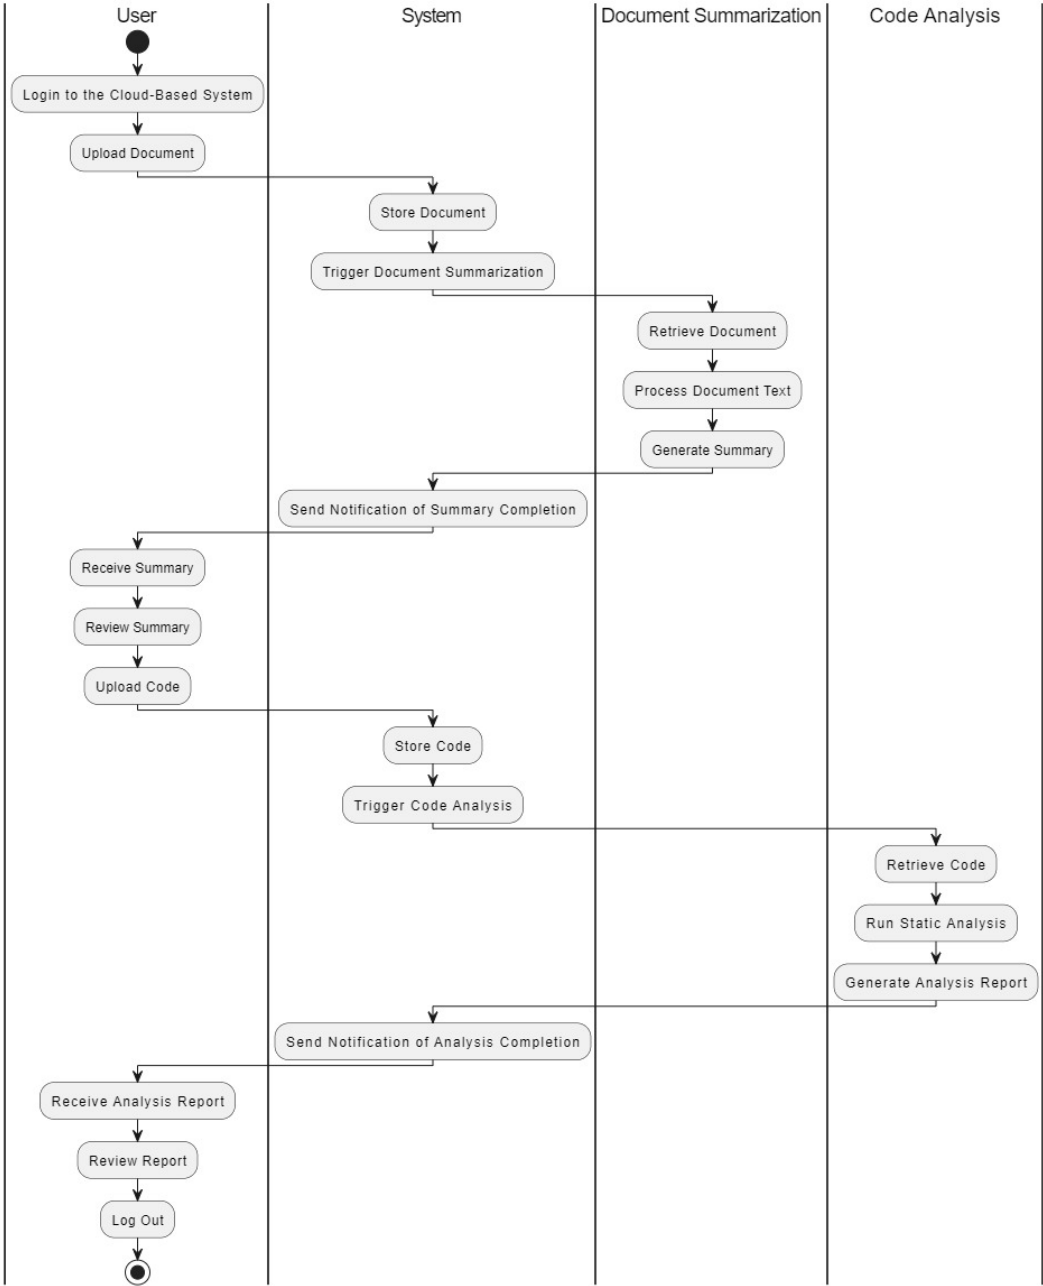 User
System
Document Summarization
Code Analysis
Login to the Cloud-Based System
Upload Document
Store Document
Trigger Document Summarization
Retrieve Document
Process Document Text
Generate Summary
Send Notification of Summary Completion
Receive Summary
Review Summary
Upload Code
Store Code
Trigger Code Analysis
Retrieve Code
Run Static Analysis
Generate Analysis Report
Send Notification of Analysis Completion
Receive Analysis Report
Review Report
Log Out